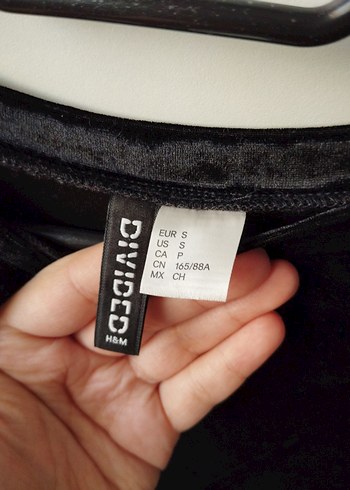 DIVIDED
H&M
EUR S
US S
CA P
CN 165/88A
MX CH